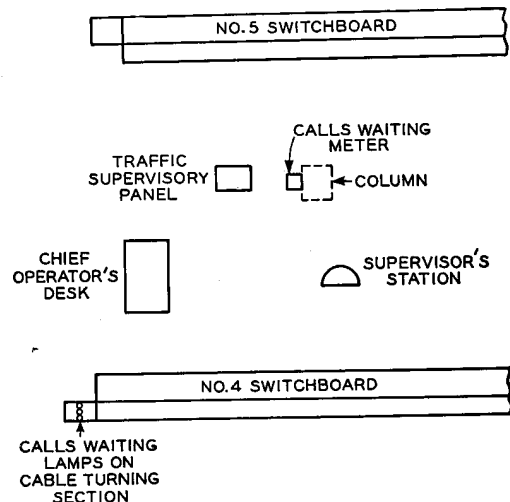 NO. 5 SWITCHBOARD
CALLS WAITING
METER
TRAFFIC
SUPERVISORY
PANEL
COLUMN
CHIEF
OPERATOR'S
DESK
SUPERVISOR'S
STATION
NO. 4 SWITCHBOARD
CALLS WAITING
LAMPS ON
CABLE TURNING
SECTION